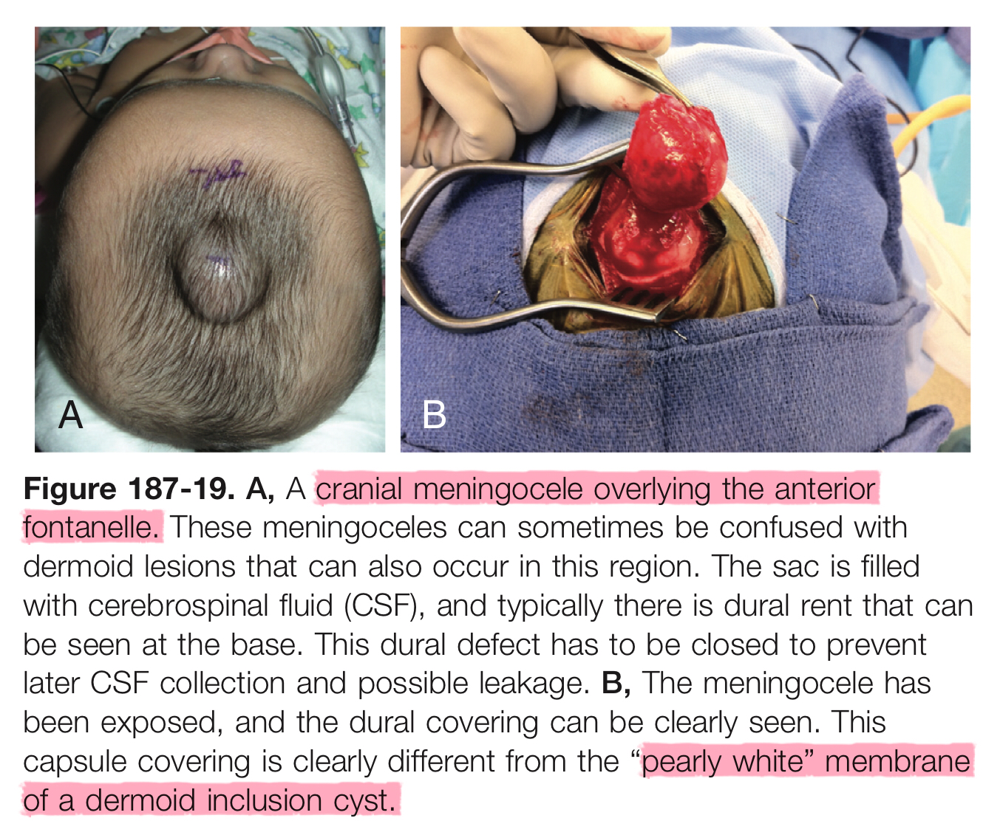 A
B
Figure 187-19. A, A cranial meningocele overlying the anterior
fontanelle. These meningoceles can sometimes be confused with
dermoid lesions that can also occur in this region. The sac is filled
with cerebrospinal fluid (CSF), and typically there is dural rent that can
be seen at the base. This dural defect has to be closed to prevent
later CSF collection and possible leakage. B, The meningocele has
been exposed, and the dural covering can be clearly seen. This
capsule covering is clearly different from the “pearly white” membrane
of a dermoid inclusion cyst.